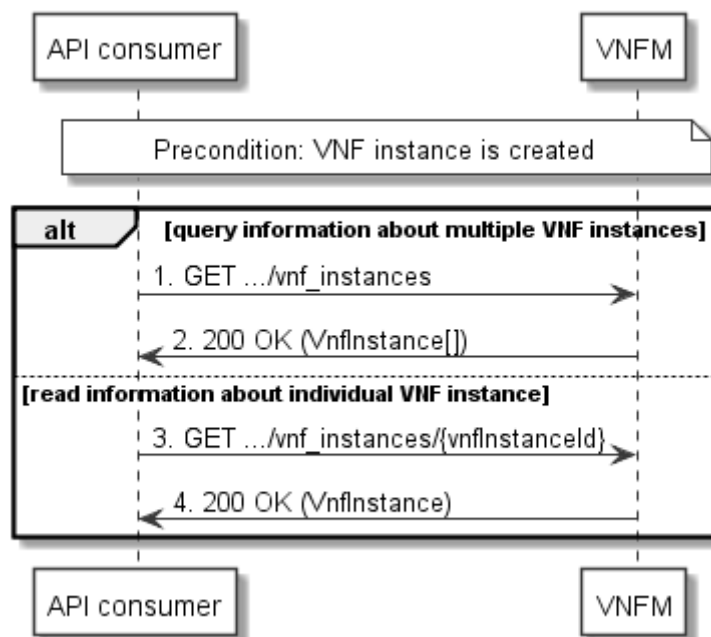 API consumer
VNFM
Precondition: VNF instance is created
alt
[query information about multiple VNF instances]
1. GET .../vnf_instances
2. 200 OK (VnfInstance[])
[read information about individual VNF instance]
3. GET .../vnf_instances/{vnfInstanceId}
4. 200 OK (VnfInstance)
API consumer
VNFM